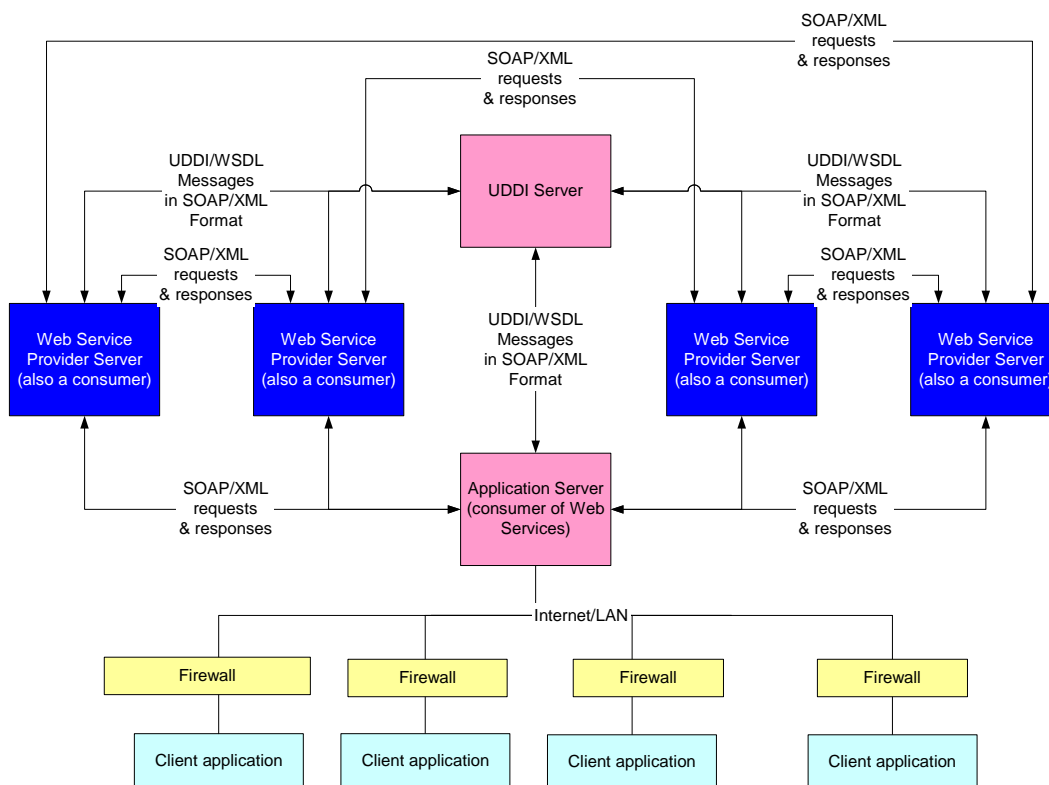 SOAP/XML
requests
& responses
SOAP/XML
requests
& responses
UDDI/WSDL
Messages
in SOAP/XML
Format
UDDI Server
UDDI/WSDL
Messages
in SOAP/XML
Format
SOAP/XML
requests
& responses
SOAP/XML
requests
& responses
Web Service
Provider Server
(also a consumer)
Web Service
Provider Server
(also a consumer)
UDDI/WSDL
Messages
in SOAP/XML
Format
Web Service
Provider Server
(also a consumer)
Web Service
Provider Server
(also a consumer)
SOAP/XML
requests
& responses
Application Server
(consumer of Web
Services)
SOAP/XML
requests
& responses
Internet/LAN
Firewall
Firewall
Firewall
Firewall
Client application
Client application
Client application
Client application